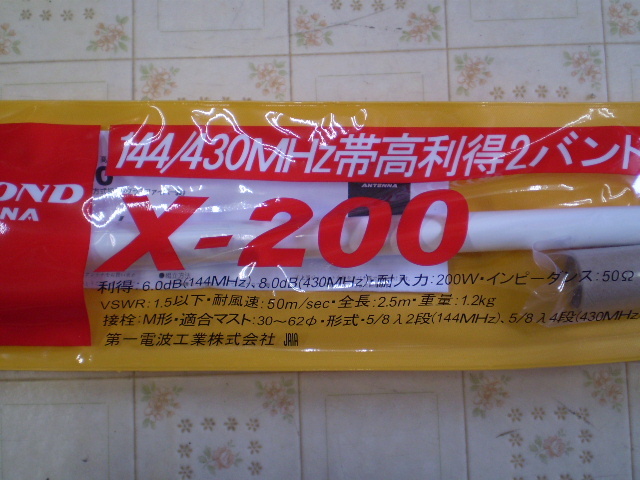 144/430MHz帯高利得2バンド
OND
NA
ANTENNA
X-200
利得:6.0dB(144MHz)、8.0dB(430MHz)・耐入力:200W・インピータンス:50Ω
VSWR:1.5以下・耐風速:50m/sec・全長:2.5m・重量:1.2kg
接栓:M形・適合マスト:30〜62φ・形式・5/8λ2段(144MHz)、5/8λ4段(430MHz
第一電波工業株式会社 JAIA